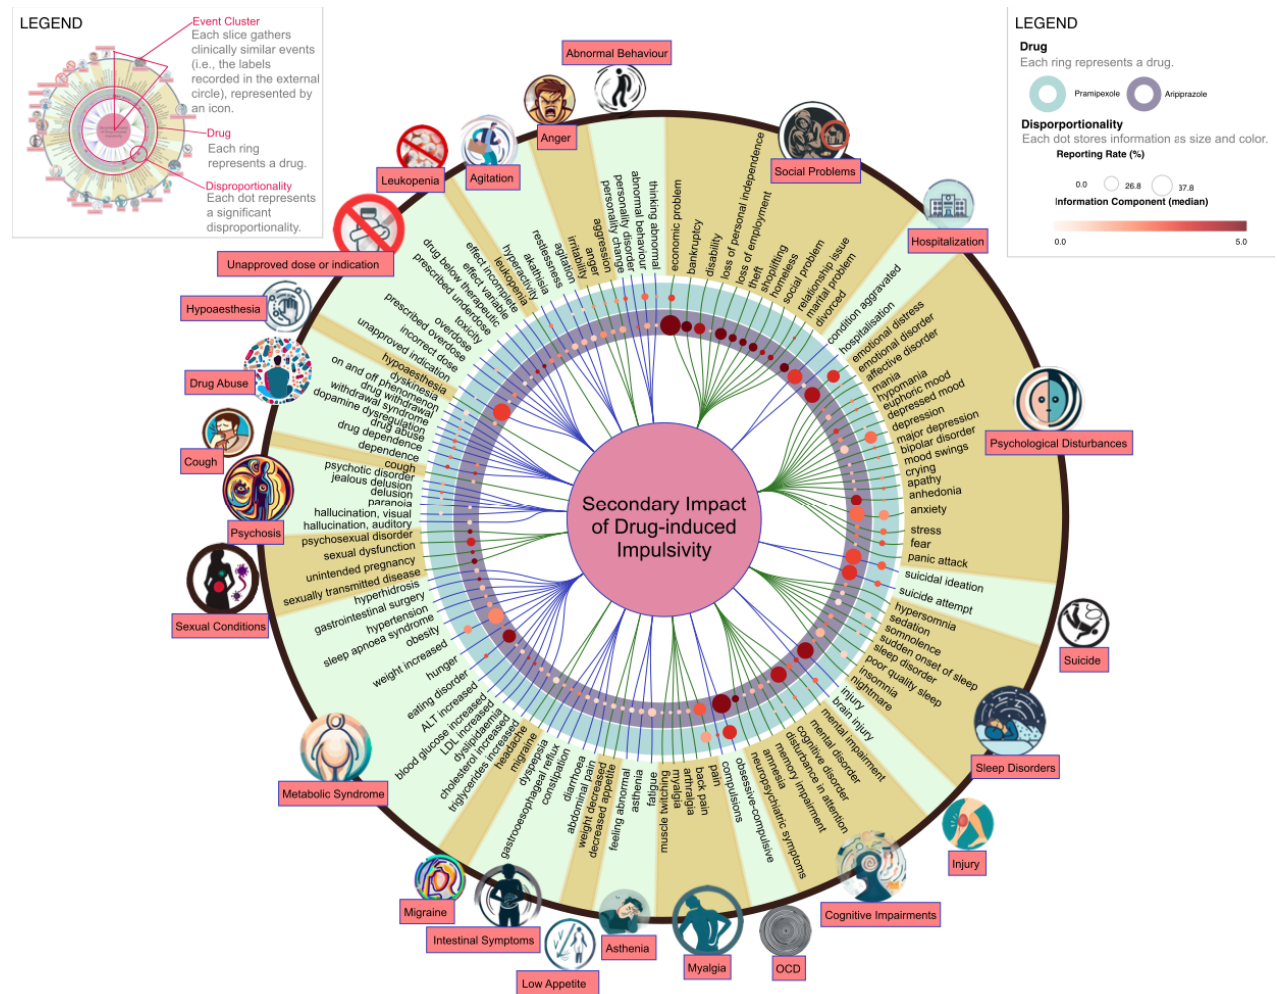 LEGEND
Event Cluster
Each slice gathers
clinically similar events
(i.e., the labels
recorded in the external
circle), represented by
an icon.
Drug
Each ring
represents a drug.
Disproportionality
Each dot represents
a significant
disproportionality.
LEGEND
Drug
Each ring represents a drug.
Pramipexole
Aripiprazole
Disporportionality
Each dot stores information as size and color.
Reporting Rate (%)
0.0
26.8
37.8
Information Component (median)
0.0
5.0
Secondary Impact
of Drug-induced
Impulsivity
Abnormal Behaviour
Social Problems
Hospitalization
Psychological Disturbances
Suicide
Sleep Disorders
Injury
Cognitive Impairments
OCD
Myalgia
Asthenia
Low Appetite
Intestinal Symptoms
Migraine
Metabolic Syndrome
Sexual Conditions
Psychosis
Cough
Drug Abuse
Hypoaesthesia
Unapproved dose or indication
Leukopenia
Agitation
Anger
economic problem
bankruptcy
disability
loss of personal independence
loss of employment
theft
shoplifting
homeless
social problem
relationship issue
marital problem
divorced
condition aggravated
hospitalisation
emotional distress
emotional disorder
affective disorder
mania
hypomania
euphoric mood
depressed mood
depression
major depression
bipolar disorder
mood swings
crying
apathy
anhedonia
anxiety
stress
fear
panic attack
suicidal ideation
suicide attempt
hypersomnia
sedation
somnolence
sudden onset of sleep
sleep disorder
poor quality sleep
insomnia
nightmare
injury
brain injury
mental impairment
mental disorder
cognitive disorder
disturbance in attention
memory impairment
amnesia
neuropsychiatric symptoms
obsessive-compulsive
compulsions
pain
back pain
arthralgia
myalgia
muscle twitching
fatigue
asthenia
feeling abnormal
decreased appetite
weight decreased
abdominal pain
diarrhoea
constipation
gastrooesophageal reflux
dyspepsia
migraine
headache
triglycerides increased
cholesterol increased
dyslipidaemia
LDL increased
blood glucose increased
ALT increased
eating disorder
hunger
weight increased
obesity
sleep apnoea syndrome
hypertension
gastrointestinal surgery
hyperhidrosis
sexually transmitted disease
unintended pregnancy
sexual dysfunction
psychosexual disorder
hallucination, auditory
hallucination, visual
paranoia
delusion
jealous delusion
psychotic disorder
cough
dependence
drug dependence
drug abuse
dopamine dysregulation
withdrawal syndrome
drug withdrawal
on and off phenomenon
dyskinesia
hypoaesthesia
unapproved indication
incorrect dose
prescribed overdose
overdose
toxicity
prescribed underdose
drug below therapeutic
effect variable
effect incomplete
leukopenia
hyperactivity
akathisia
restlessness
agitation
irritability
anger
aggression
personality change
personality disorder
abnormal behaviour
thinking abnormal